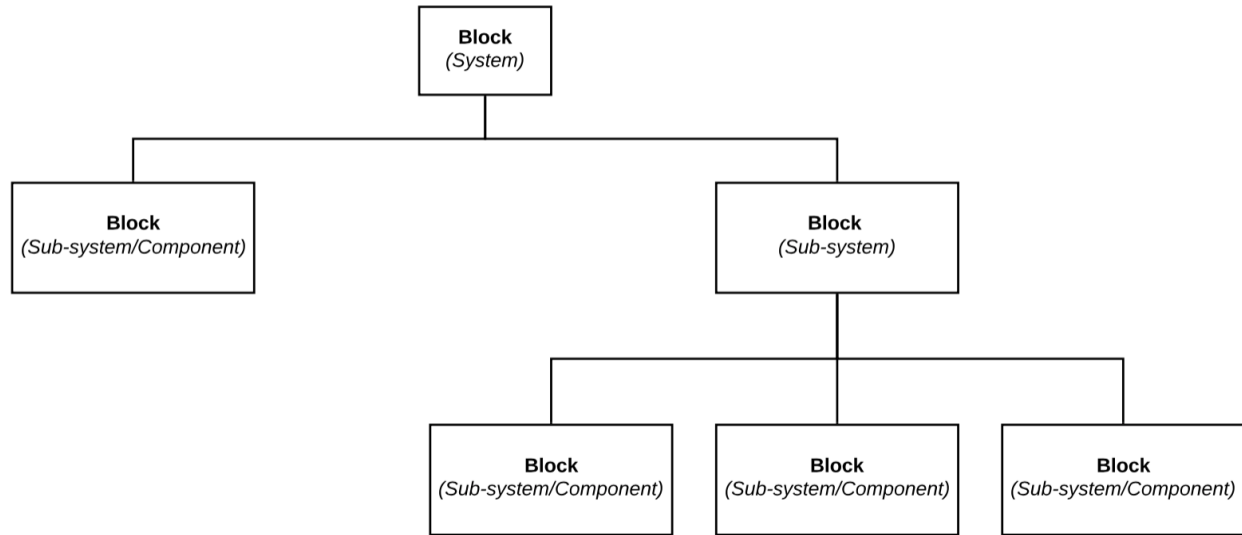 Block
(System)
Block
(Sub-system/Component)
Block
(Sub-system)
Block
(Sub-system/Component)
Block
(Sub-system/Component)
Block
(Sub-system/Component)